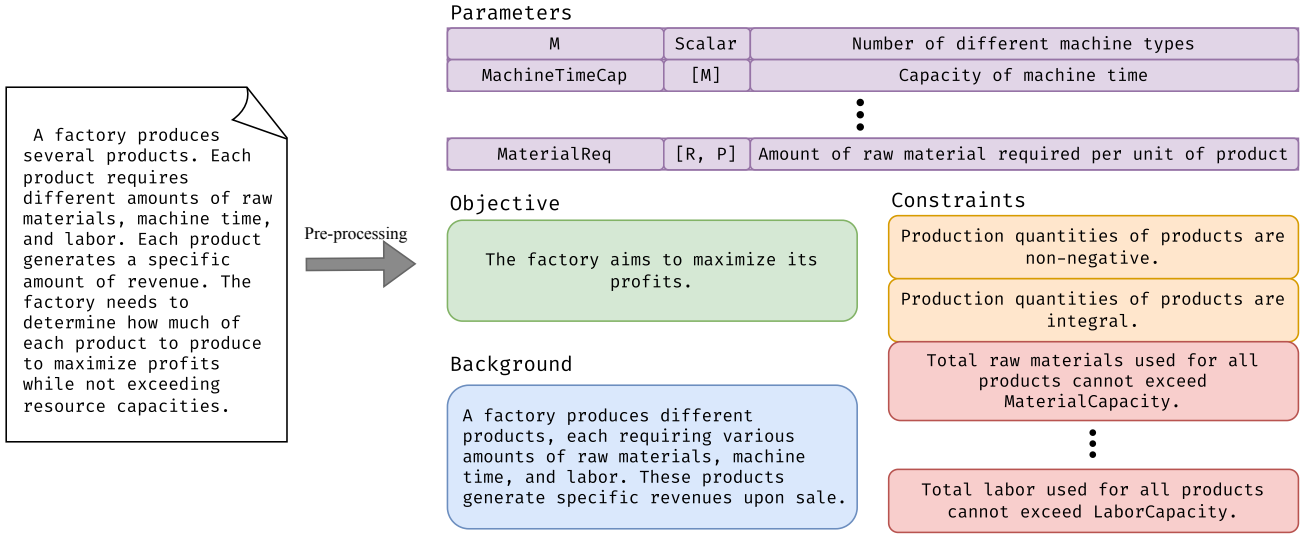 A factory produces
several products. Each
product requires
different amounts of raw
materials, machine time,
and labor. Each product
generates a specific
amount of revenue. The
factory needs to
determine how much of
each product to produce
to maximize profits
while not exceeding
resource capacities.
Pre-processing
Parameters
M Scalar Number of different machine types
MachineTimeCap [M] Capacity of machine time
MaterialReq [R, P] Amount of raw material required per unit of product
Objective
The factory aims to maximize its
profits.
Background
A factory produces different
products, each requiring various
amounts of raw materials, machine
time, and labor. These products
generate specific revenues upon sale.
Constraints
Production quantities of products are
non-negative.
Production quantities of products are
integral.
Total raw materials used for all
products cannot exceed
MaterialCapacity.
Total labor used for all products
cannot exceed LaborCapacity.